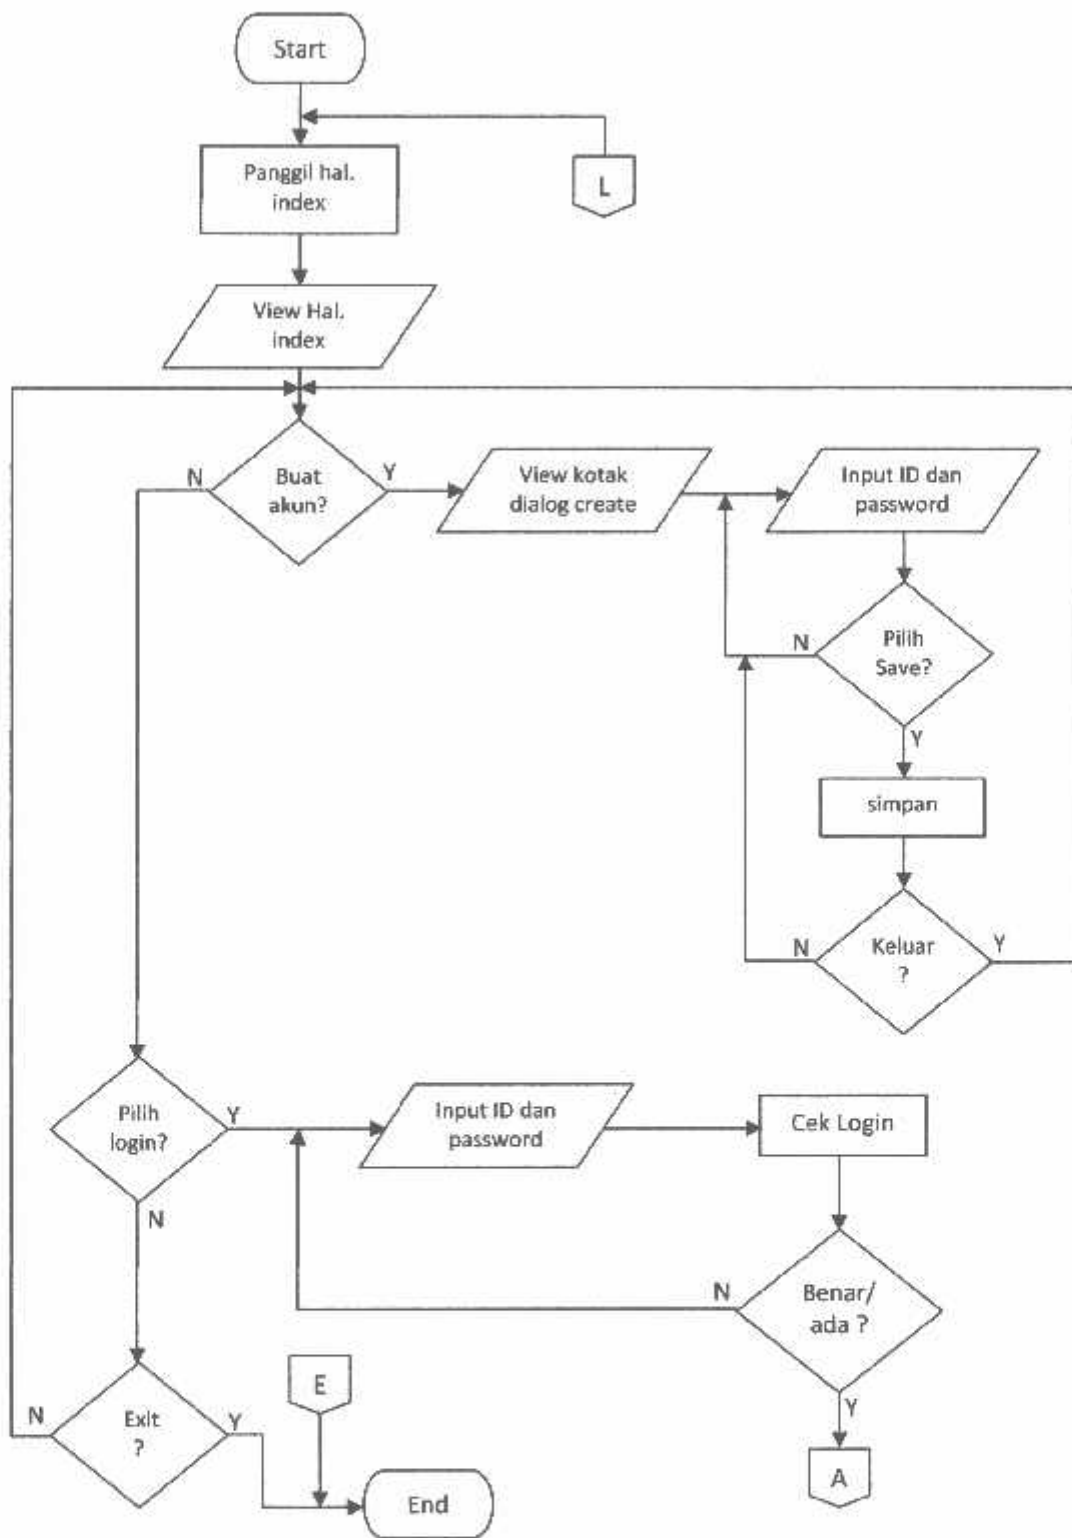 Start
L
Panggil hal.
index
View Hal.
index
N
Buat
akun?
Y
View kotak
dialog create
Input ID dan
password
N
Pilih
Save?
Y
simpan
N
Keluar
?
Y
Pilih
login?
Y
N
Input ID dan
password
Cek Login
N
Benar/
ada ?
Y
A
N
Exit
?
Y
E
End